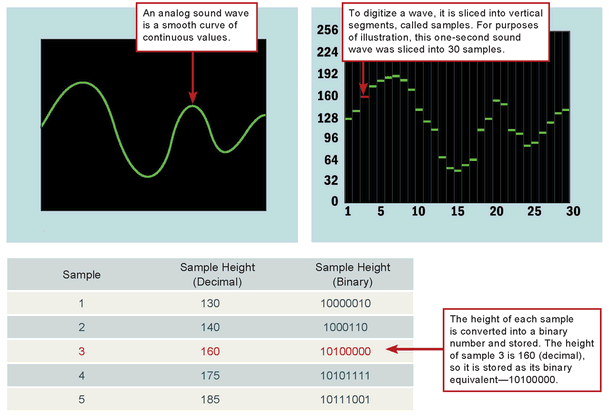 An analog sound wave
is a smooth curve of
continuous values.
To digitize a wave, it is sliced into vertical
segments, called samples. For purposes
of illustration, this one-second sound
wave was sliced into 30 samples.
256
224
192
160
128
96
64
32
0
1 5 10 15 20 25 30
Sample Sample Height (Decimal) Sample Height (Binary)
1 130 10000010
2 140 1000110
3 160 10100000
4 175 10101111
5 185 10111001
The height of each sample
is converted into a binary
number and stored. The height
of sample 3 is 160 (decimal),
so it is stored as its binary
equivalent—10100000.